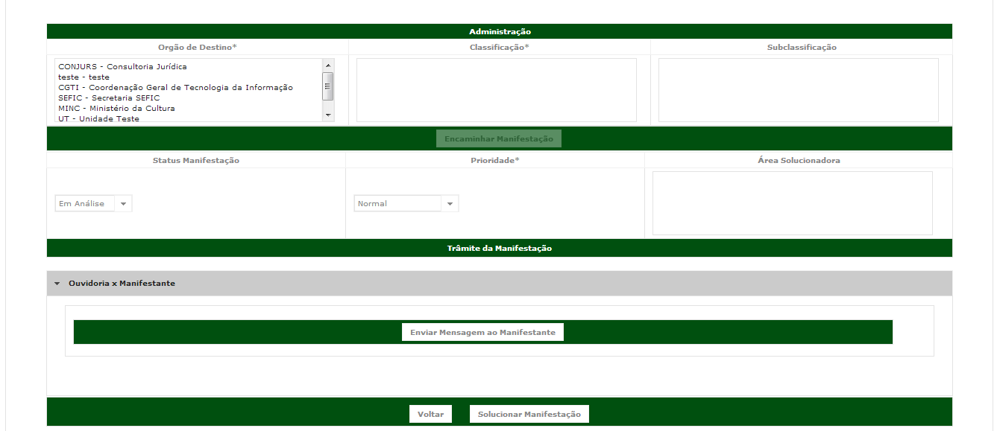 Administração
Orgão de Destino*
Classificação*
Subclassificação
CONJURS - Consultoria Jurídica
teste - teste
CGTI - Coordenação Geral de Tecnologia da Informação
SEFIC - Secretaria SEFIC
MINC - Ministério da Cultura
UT - Unidade Teste
Encaminhar Manifestação
Status Manifestação
Prioridade*
Área Solucionadora
Em Análise
Normal
Trâmite da Manifestação
Ouvidoria x Manifestante
Enviar Mensagem ao Manifestante
Voltar
Solucionar Manifestação